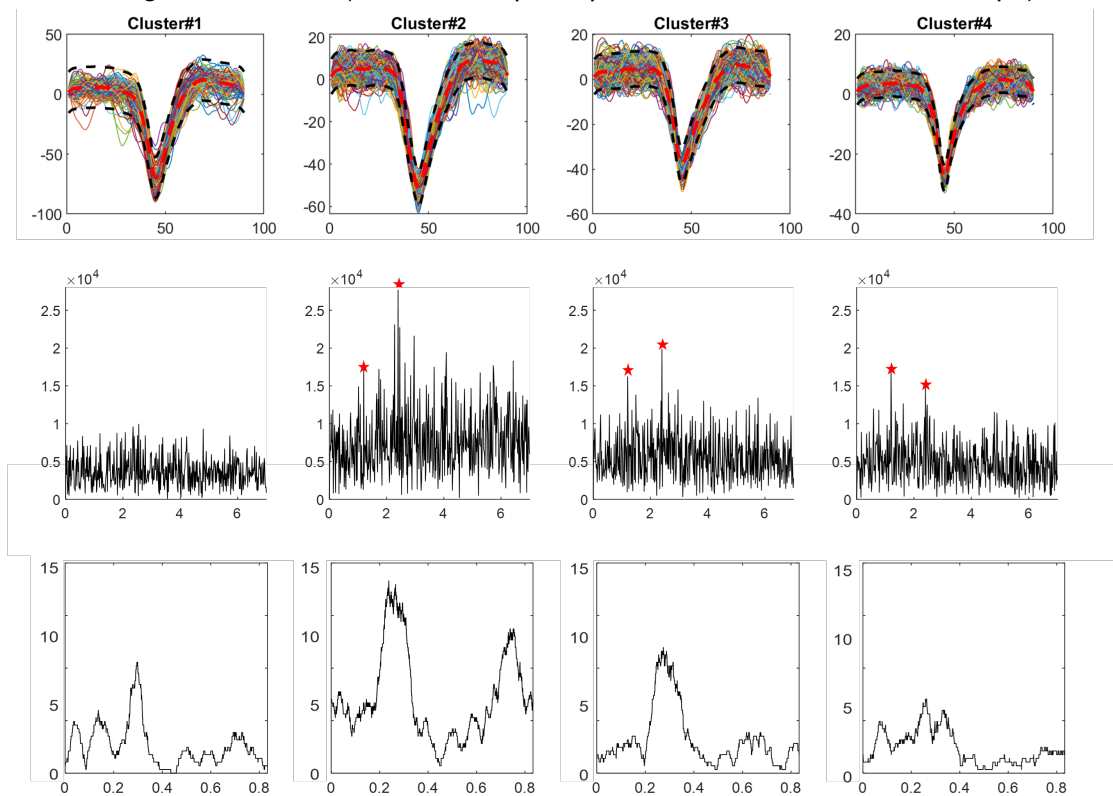 Cluster#1 Cluster#2 Cluster#3 Cluster#4
50 20 20 20
0 0 0 0
-50 -20 -20 -20
-40 -40
-100 -60 -60 -40
0 50 100 0 50 100 0 50 100 0 50 100
×10⁴ ×10⁴ ×10⁴ ×10⁴
2.5 2.5 2.5 2.5
2 2 2 2
1.5 1.5 1.5 1.5
1 1 1 1
0.5 0.5 0.5 0.5
0 0 0 0
0 2 4 6 0 2 4 6 0 2 4 6 0 2 4 6
15 15 15 15
10 10 10 10
5 5 5 5
0 0 0 0
0 0.2 0.4 0.6 0.8 0 0.2 0.4 0.6 0.8 0 0.2 0.4 0.6 0.8 0 0.2 0.4 0.6 0.8